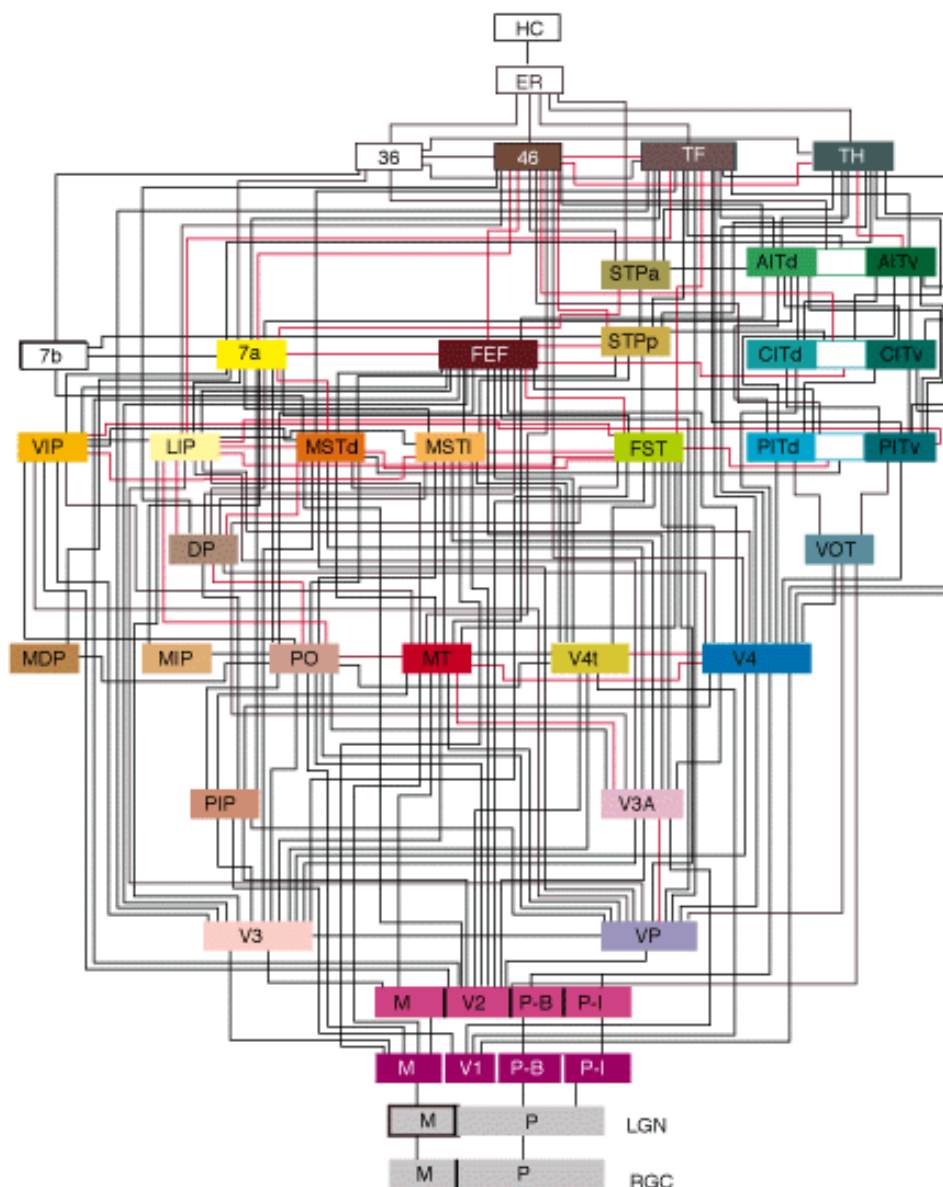 HC
ER
36 46 TF TH
STPa AITd AITv
7b 7a FEF STPp CITd CITv
VIP LIP MSTd MSTl FST PITd PITv
DP VOT
MDP MIP PO MT V4t V4
PIP V3A
V3 VP
M V2 P-B P-I
M V1 P-B P-I
M P LGN
M P RGC